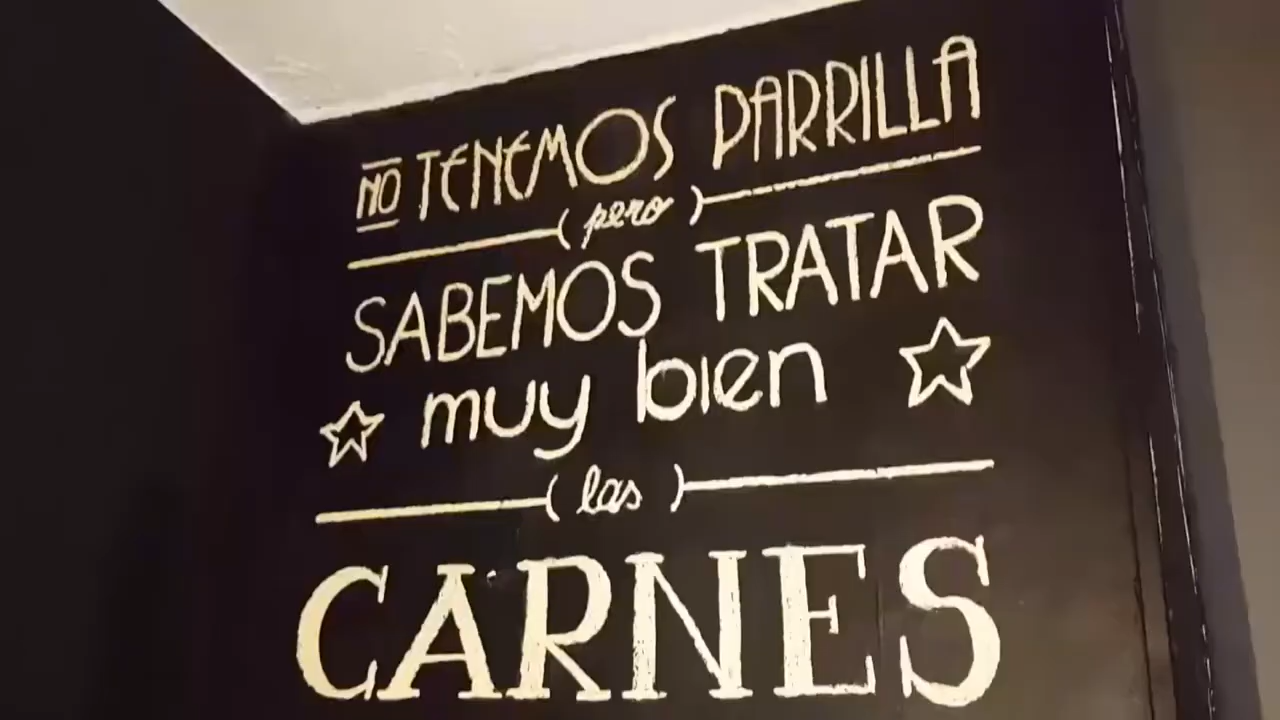 NO TENEMOS PARRILLA
(pero)
SABEMOS TRATAR
muy bien
(las)
CARNES